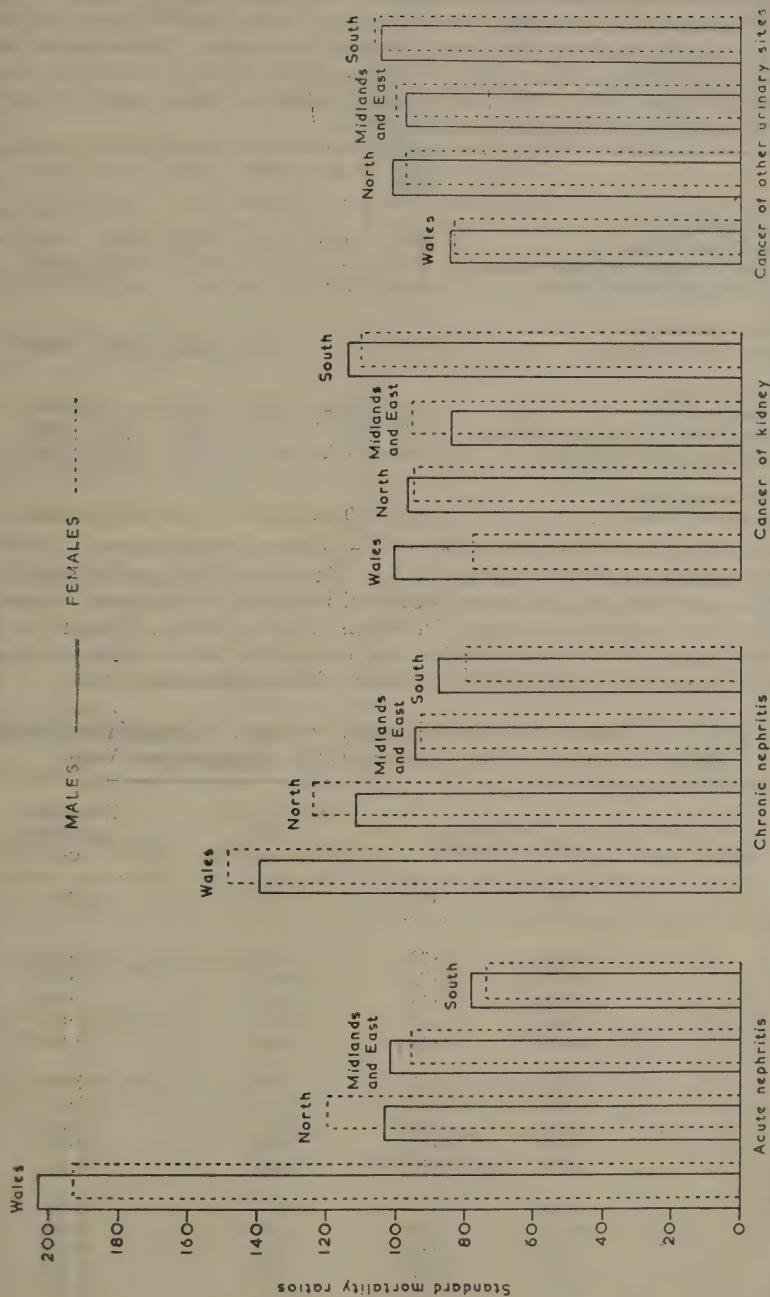 MALES: FEMALES
Standard mortality ratios
200
180
160
140
120
100
80
60
40
20
0
Wales
North
Midlands
and East
South
Acute nephritis
Wales
North
Midlands
and East
South
Chronic nephritis
Wales
North
Midlands
and East
South
Cancer of kidney
Wales
North
Midlands
and East
South
Cancer of other urinary sites